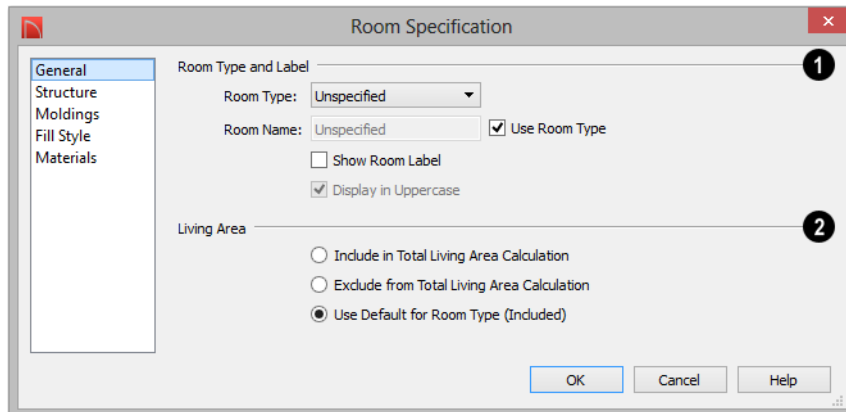 Room Specification
General
Structure
Moldings
Fill Style
Materials
Room Type and Label 1
Room Type: Unspecified
Room Name: Unspecified Use Room Type
Show Room Label
Display in Uppercase
Living Area 2
Include in Total Living Area Calculation
Exclude from Total Living Area Calculation
Use Default for Room Type (Included)
OK Cancel Help